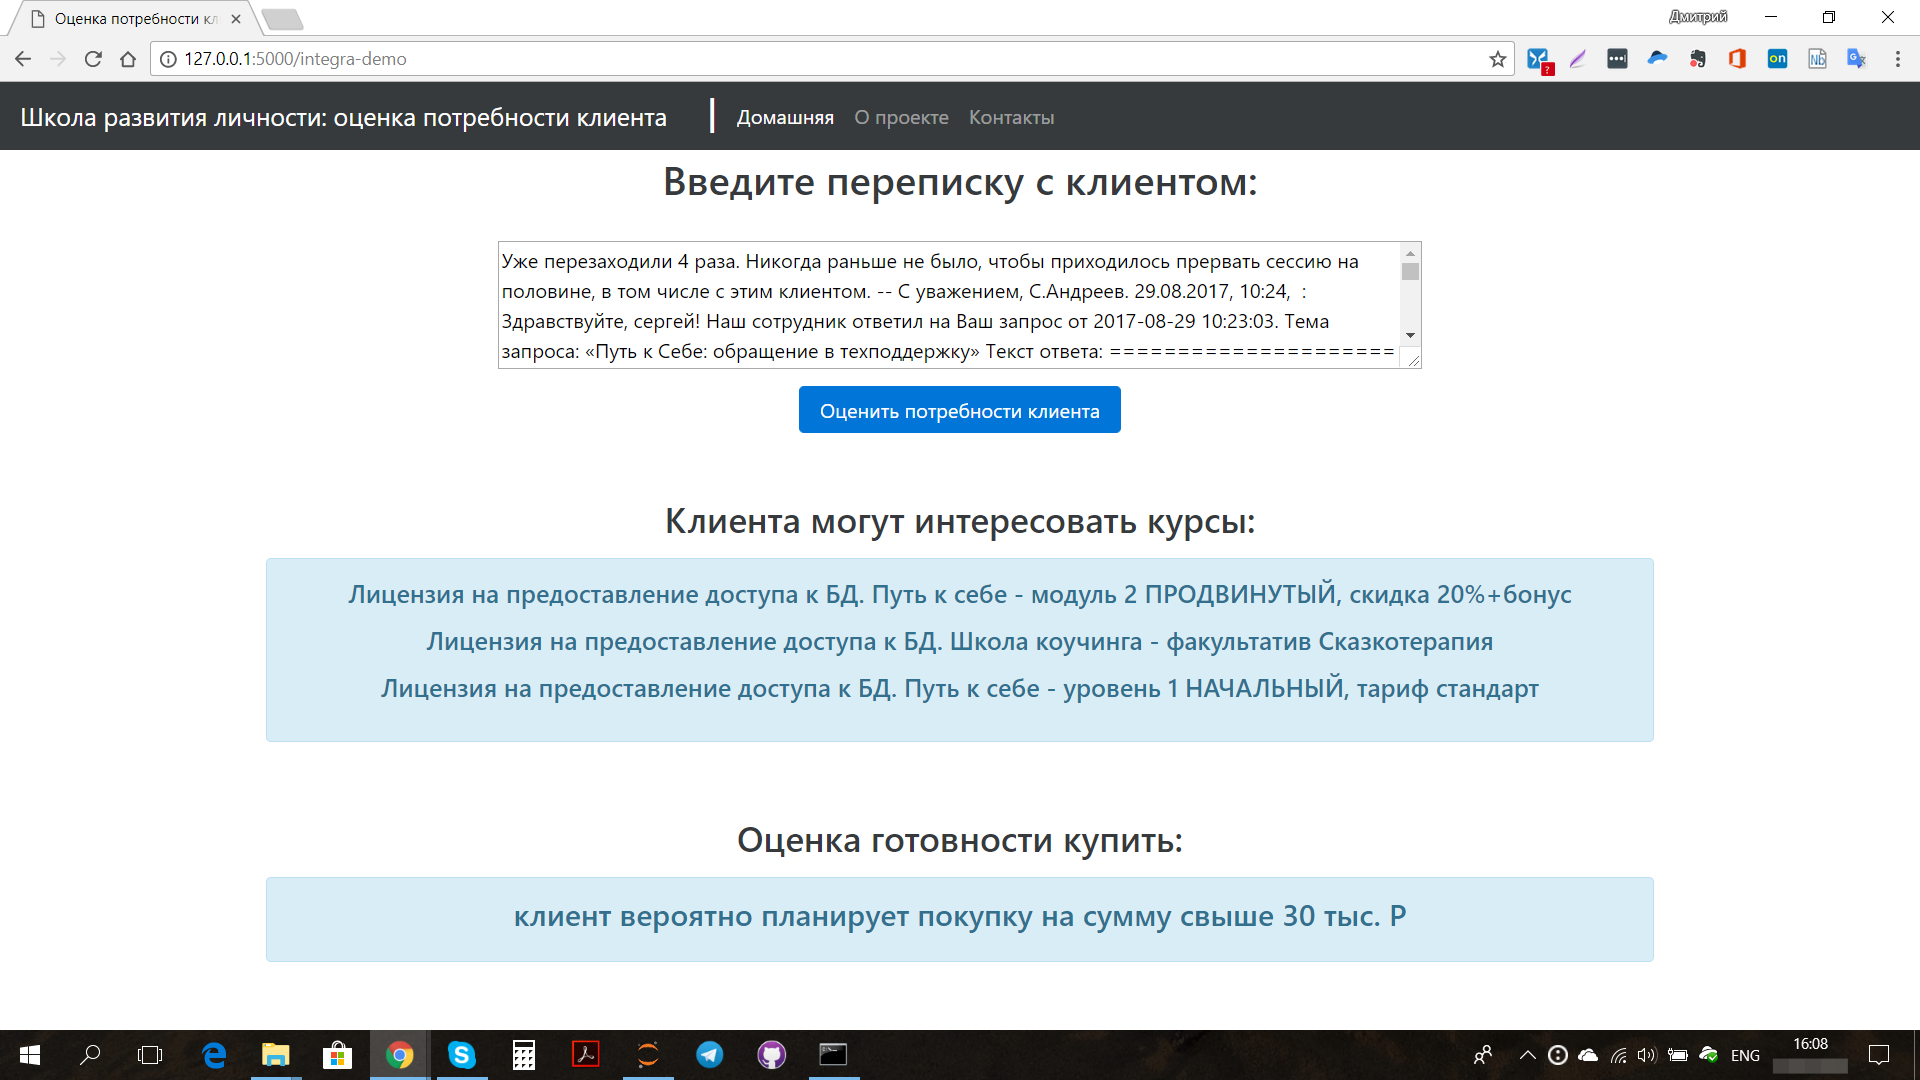 Оценка потребности кл
Дмитрий
127.0.0.1:5000/integra-demo
Школа развития личности: оценка потребности клиента
Домашняя О проекте Контакты
Введите переписку с клиентом:
Уже перезаходили 4 раза. Никогда раньше не было, чтобы приходилось прервать сессию на
половине, в том числе с этим клиентом. -- С уважением, С.Андреев. 29.08.2017, 10:24,  :
Здравствуйте, сергей! Наш сотрудник ответил на Ваш запрос от 2017-08-29 10:23:03. Тема
запроса: «Путь к Себе: обращение в техподдержку» Текст ответа: =====================
Оценить потребности клиента
Клиента могут интересовать курсы:
Лицензия на предоставление доступа к БД. Путь к себе - модуль 2 ПРОДВИНУТЫЙ, скидка 20%+бонус
Лицензия на предоставление доступа к БД. Школа коучинга - факультатив Сказкотерапия
Лицензия на предоставление доступа к БД. Путь к себе - уровень 1 НАЧАЛЬНЫЙ, тариф стандарт
Оценка готовности купить:
клиент вероятно планирует покупку на сумму свыше 30 тыс. Р
ENG
16:08